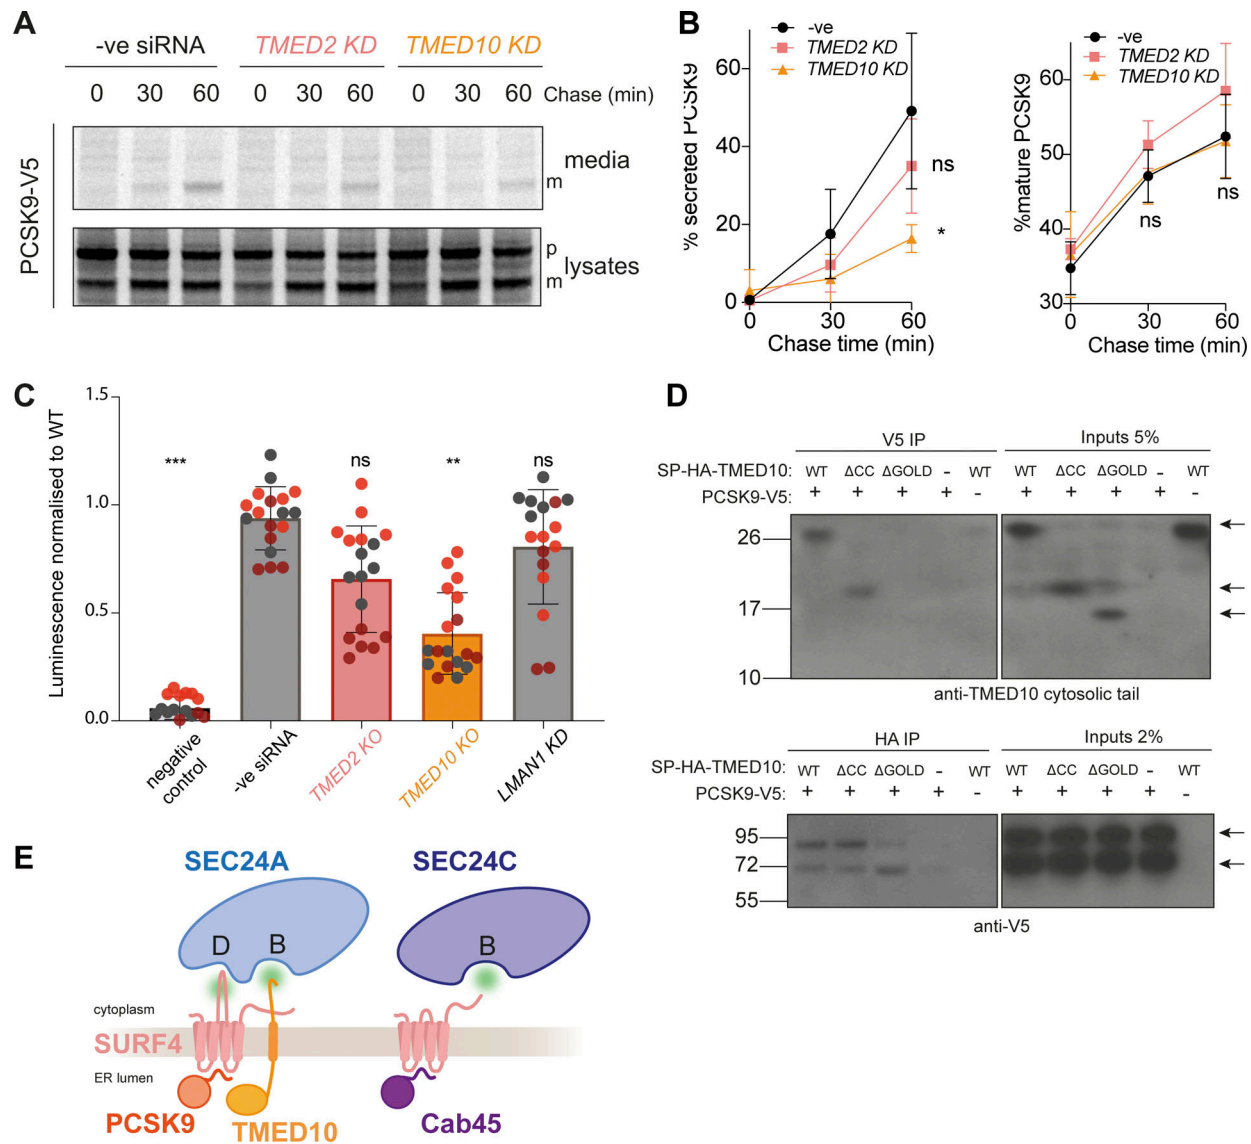 A
-ve siRNA TMED2 KD TMED10 KD
0 30 60 0 30 60 0 30 60 Chase (min)
PCSK9-V5
media
m
p
lysates
m
B
-ve
TMED2 KD
TMED10 KD
% secreted PCSK9
60
40
20
0
0 30 60
Chase time (min)
ns
*
-ve
TMED2 KD
TMED10 KD
%mature PCSK9
60
50
40
30
0 30 60
Chase time (min)
ns
ns
C
Luminescence normalised to WT
1.5
1.0
0.5
0.0
*** ns ** ns
negative
control
-ve siRNA
TMED2 KO
TMED10 KO
LMAN1 KD
D
V5 IP Inputs 5%
SP-HA-TMED10: WT ΔCC ΔGOLD - WT WT ΔCC ΔGOLD - WT
PCSK9-V5: + + + + - + + + + -
26
17
10
anti-TMED10 cytosolic tail
HA IP Inputs 2%
SP-HA-TMED10: WT ΔCC ΔGOLD - WT WT ΔCC ΔGOLD - WT
PCSK9-V5: + + + + - + + + + -
95
72
55
anti-V5
E
SEC24A SEC24C
D B B
cytoplasm
SURF4
ER lumen
PCSK9 TMED10 Cab45